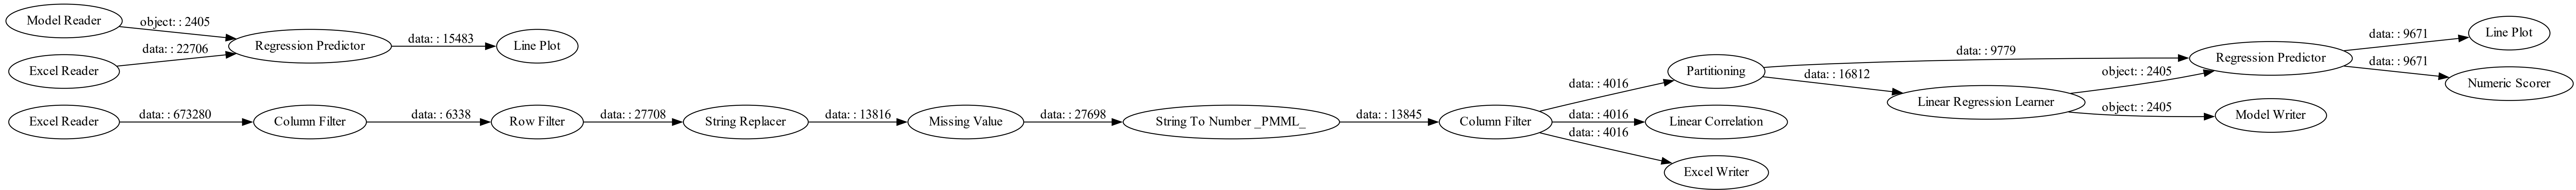 Model Reader
object: : 2405
Excel Reader
data: : 22706
Regression Predictor
data: : 15483
Line Plot
Excel Reader
data: : 673280
Column Filter
data: : 6338
Row Filter
data: : 27708
String Replacer
data: : 13816
Missing Value
data: : 27698
String To Number _PMML_
data: : 13845
Column Filter
data: : 4016
data: : 4016
data: : 4016
Partitioning
Linear Correlation
Excel Writer
data: : 9779
data: : 16812
Linear Regression Learner
object: : 2405
object: : 2405
Regression Predictor
Model Writer
data: : 9671
data: : 9671
Line Plot
Numeric Scorer